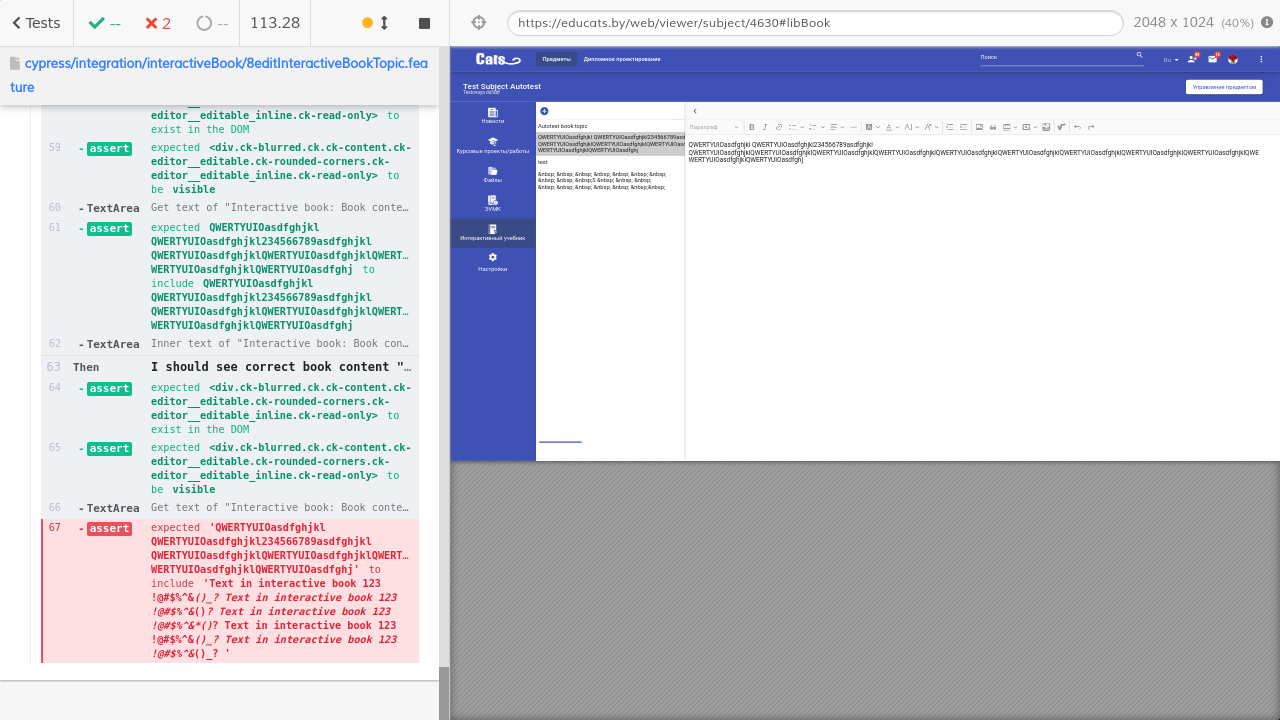 Tests
--
2
--
113.28
https://educats.by/web/viewer/subject/4630#libBook
2048 x 1024 (40%)
cypress/integration/interactiveBook/8editInteractiveBookTopic.fea
ture
editor__editable_inline.ck-read-only> to
exist in the DOM
59 -assert expected <div.ck-blurred.ck.ck-content.ck-
editor__editable.ck-rounded-corners.ck-
editor__editable_inline.ck-read-only> to
be visible
60 -TextArea Get text of "Interactive book: Book conte…
61 -assert expected QWERTYUIOasdfghjkl
QWERTYUIOasdfghjkl234566789asdfghjkl
QWERTYUIOasdfghjklQWERTYUIOasdfghjklQWERT…
WERTYUIOasdfghjklQWERTYUIOasdfghj to
include QWERTYUIOasdfghjkl
QWERTYUIOasdfghjkl234566789asdfghjkl
QWERTYUIOasdfghjklQWERTYUIOasdfghjklQWERT…
WERTYUIOasdfghjklQWERTYUIOasdfghj
62 -TextArea Inner text of "Interactive book: Book con…
63 Then I should see correct book content "…
64 -assert expected <div.ck-blurred.ck.ck-content.ck-
editor__editable.ck-rounded-corners.ck-
editor__editable_inline.ck-read-only> to
exist in the DOM
65 -assert expected <div.ck-blurred.ck.ck-content.ck-
editor__editable.ck-rounded-corners.ck-
editor__editable_inline.ck-read-only> to
be visible
66 -TextArea Get text of "Interactive book: Book conte…
67 -assert expected 'QWERTYUIOasdfghjkl
QWERTYUIOasdfghjkl234566789asdfghjkl
QWERTYUIOasdfghjklQWERTYUIOasdfghjklQWERT…
WERTYUIOasdfghjklQWERTYUIOasdfghj' to
include 'Text in interactive book 123
!@#$%^&()_? Text in interactive book 123
!@#$%^&()? Text in interactive book 123
!@#$%^&*()? Text in interactive book 123
!@#$%^&()_? Text in interactive book 123
!@#$%^&()_? '
Cats
Предметы Дипломное проектирование
Поиск
Ru
Test Subject Autotest
Управление предметом
Новости
Курсовые проекты/работы
Файлы
ЭУМК
Интерактивный учебник
Настройки
Autotest book topic
QWERTYUIOasdfghjkl QWERTYUIOasdfghjkl234566789asd
QWERTYUIOasdfghjklQWERTYUIOasdfghjklQWERTYUIOasd
WERTYUIOasdfghjklQWERTYUIOasdfghj
test
&nbsp; &nbsp; &nbsp; &nbsp; &nbsp; &nbsp; &nbsp;
&nbsp; &nbsp; &nbsp;S &nbsp; &nbsp; &nbsp;
&nbsp; &nbsp; &nbsp; &nbsp; &nbsp; &nbsp;&nbsp;
Параграф
QWERTYUIOasdfghjkl QWERTYUIOasdfghjkl234566789asdfghjkl
QWERTYUIOasdfghjklQWERTYUIOasdfghjklQWERTYUIOasdfghjklQWERTYUIOasdfghjklQWERTYUIOasdfghjklQWERTYUIOasdfghjklQWERTYUIOasdfghjklQWERTYUIOasdfghjklQWERTYUIOasdfghjklQWE
WERTYUIOasdfghjklQWERTYUIOasdfghj